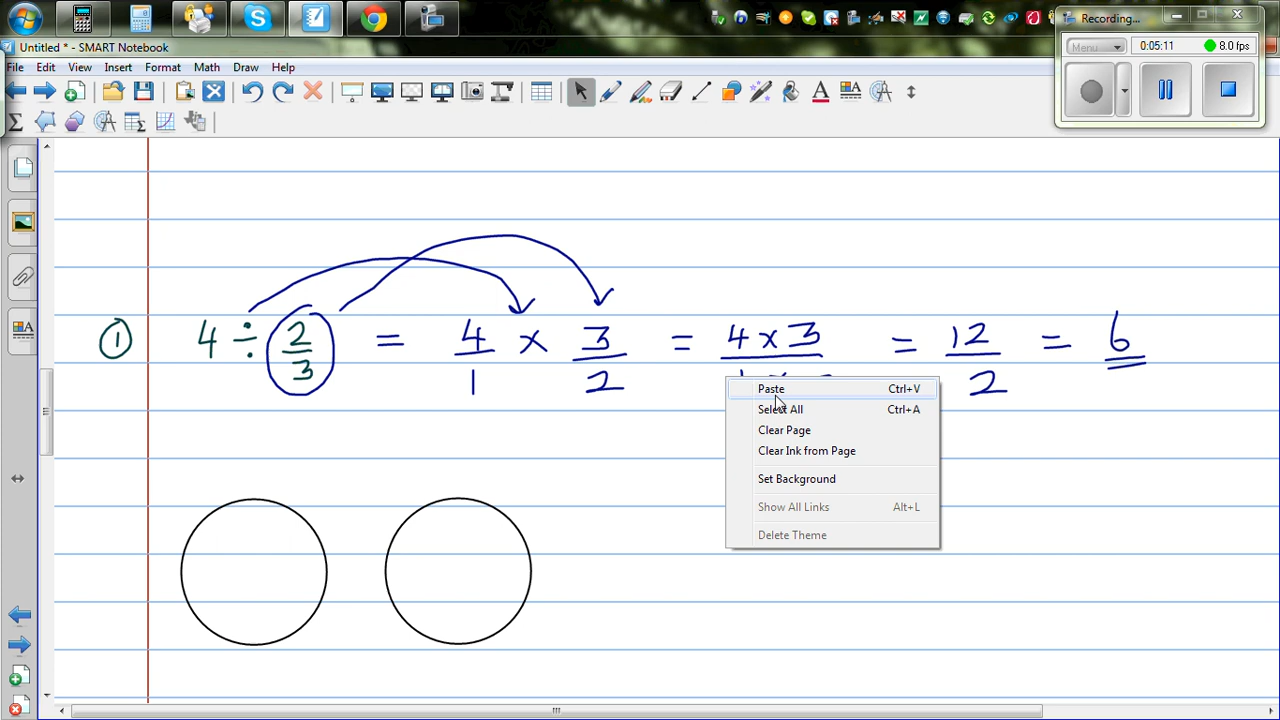 Recording...
Untitled * - SMART Notebook
Menu
0:05:11
8.0 fps
File Edit View Insert Format Math Draw Help
① 4 ÷ 2/3 = 4/1 × 3/2 = 4 × 3 = 12/2 = 6
Paste Ctrl+V
Select All Ctrl+A
Clear Page
Clear Ink from Page
Set Background
Show All Links Alt+L
Delete Theme